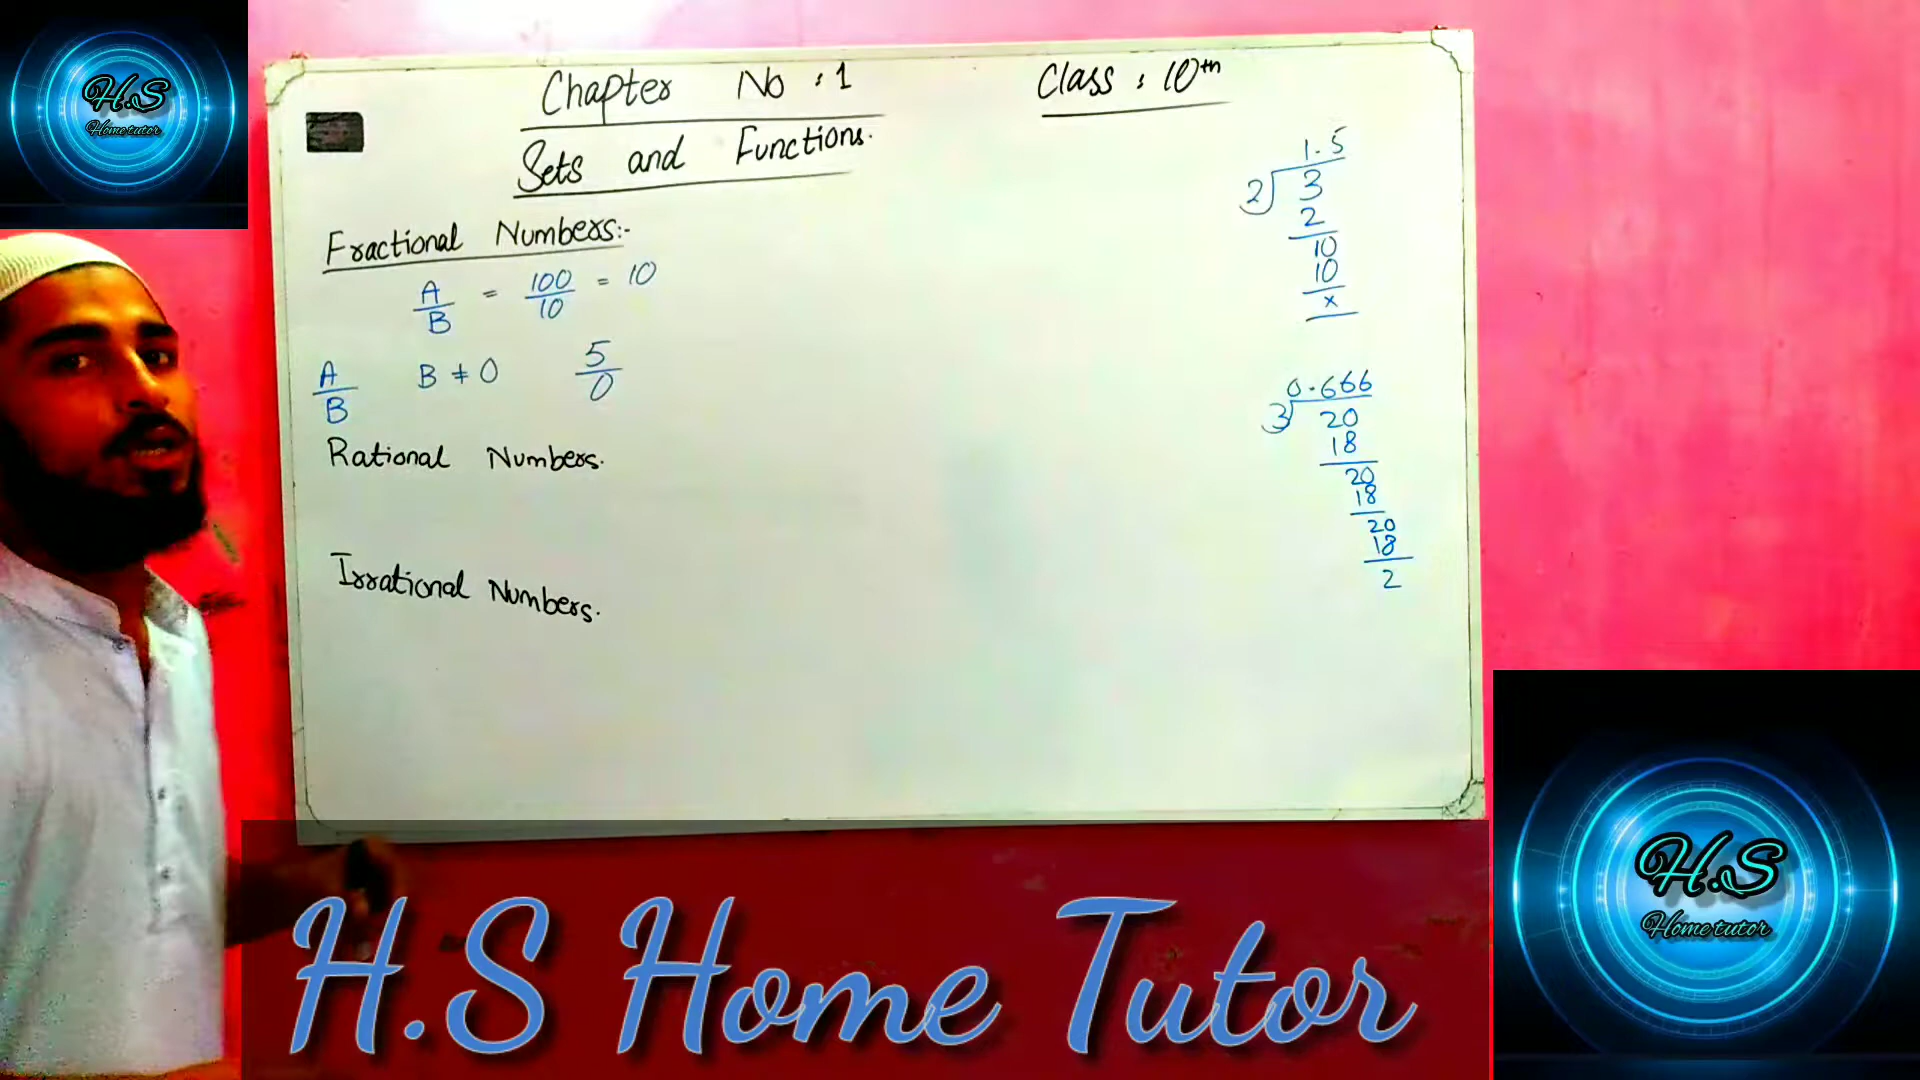 H.S
Home tutor
Chapter No : 1
Class : 10th
Sets and Functions.
Fractional Numbers:-
A/B = 100/10 = 10
A/B B ≠ 0 5/0
Rational Numbers.
Irrational Numbers.
1.5
2 3
2
10
10
x
0.666
3 20
18
20
18
20
18
2
H.S Home Tutor
H.S
Home tutor